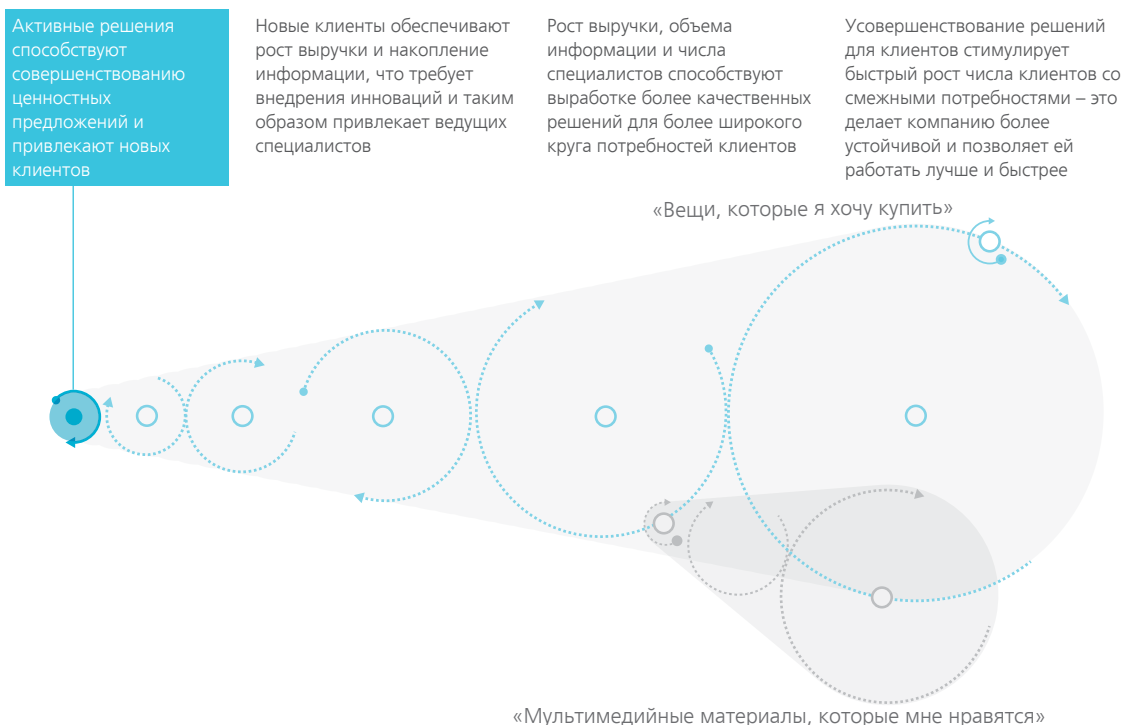 Активные решения
способствуют
совершенствованию
ценностных
предложений и
привлекают новых
клиентов
Новые клиенты обеспечивают
рост выручки и накопление
информации, что требует
внедрения инноваций и таким
образом привлекает ведущих
специалистов
Рост выручки, объема
информации и числа
специалистов способствуют
выработке более качественных
решений для более широкого
круга потребностей клиентов
Усовершенствование решений
для клиентов стимулирует
быстрый рост числа клиентов со
смежными потребностями – это
делает компанию более
устойчивой и позволяет ей
работать лучше и быстрее
«Вещи, которые я хочу купить»
«Мультимедийные материалы, которые мне нравятся»